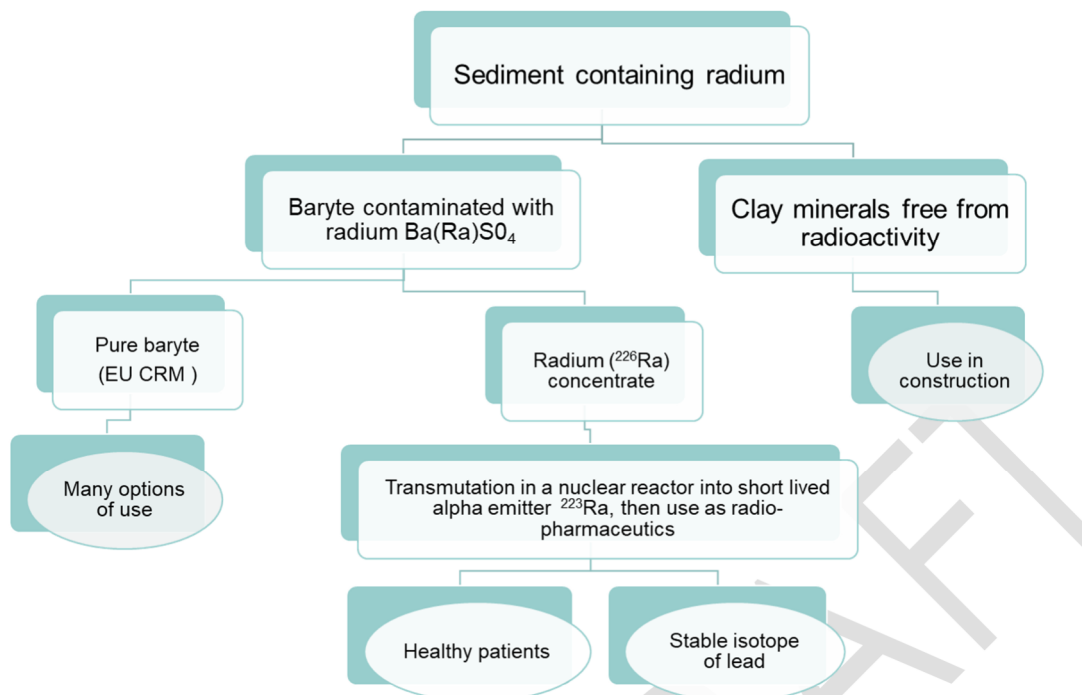 Sediment containing radium
Baryte contaminated with
radium Ba(Ra)S0₄
Clay minerals free from
radioactivity
Pure baryte
(EU CRM )
Radium (²²⁶Ra)
concentrate
Use in
construction
Many options
of use
Transmutation in a nuclear reactor into short lived
alpha emitter ²²³Ra, then use as radio-
pharmaceutics
Healthy patients
Stable isotope
of lead